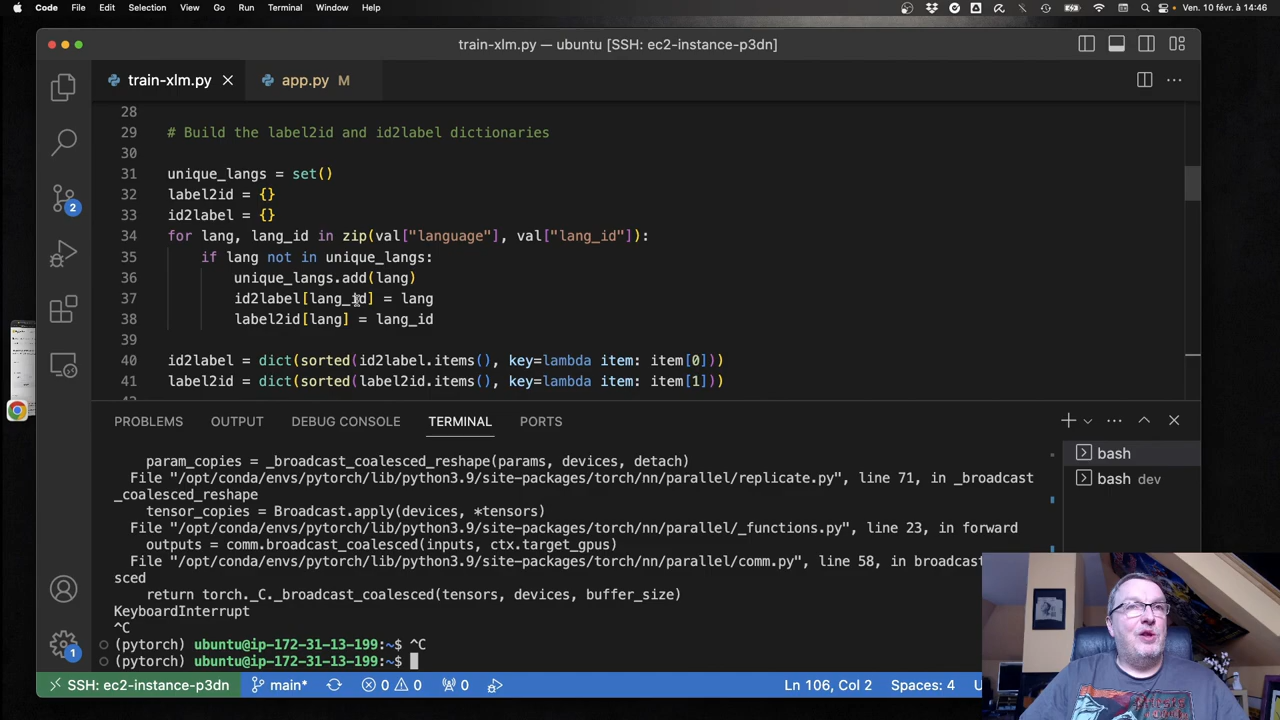 Code File Edit Selection View Go Run Terminal Window Help Ven. 10 févr à 14:46
train-xlm.py — ubuntu [SSH: ec2-instance-p3dn]
train-xlm.py app.py M
28
29 # Build the label2id and id2label dictionaries
30
31 unique_langs = set()
32 label2id = {}
33 id2label = {}
34 for lang, lang_id in zip(val["language"], val["lang_id"]):
35 if lang not in unique_langs:
36 unique_langs.add(lang)
37 id2label[lang_id] = lang
38 label2id[lang] = lang_id
39
40 id2label = dict(sorted(id2label.items(), key=lambda item: item[0]))
41 label2id = dict(sorted(label2id.items(), key=lambda item: item[1]))
PROBLEMS OUTPUT DEBUG CONSOLE TERMINAL PORTS
param_copies = _broadcast_coalesced_reshape(params, devices, detach)
File "/opt/conda/envs/pytorch/lib/python3.9/site-packages/torch/nn/parallel/replicate.py", line 71, in _broadcast
_coalesced_reshape
tensor_copies = Broadcast.apply(devices, *tensors)
File "/opt/conda/envs/pytorch/lib/python3.9/site-packages/torch/nn/parallel/_functions.py", line 23, in forward
outputs = comm.broadcast_coalesced(inputs, ctx.target_gpus)
File "/opt/conda/envs/pytorch/lib/python3.9/site-packages/torch/nn/parallel/comm.py", line 58, in broadcas
sced
return torch._C._broadcast_coalesced(tensors, devices, buffer_size)
KeyboardInterrupt
^C
(pytorch) ubuntu@ip-172-31-13-199:~$ ^C
(pytorch) ubuntu@ip-172-31-13-199:~$
bash
bash dev
2
1
SSH: ec2-instance-p3dn main* 0 0 0 Ln 106, Col 2 Spaces: 4